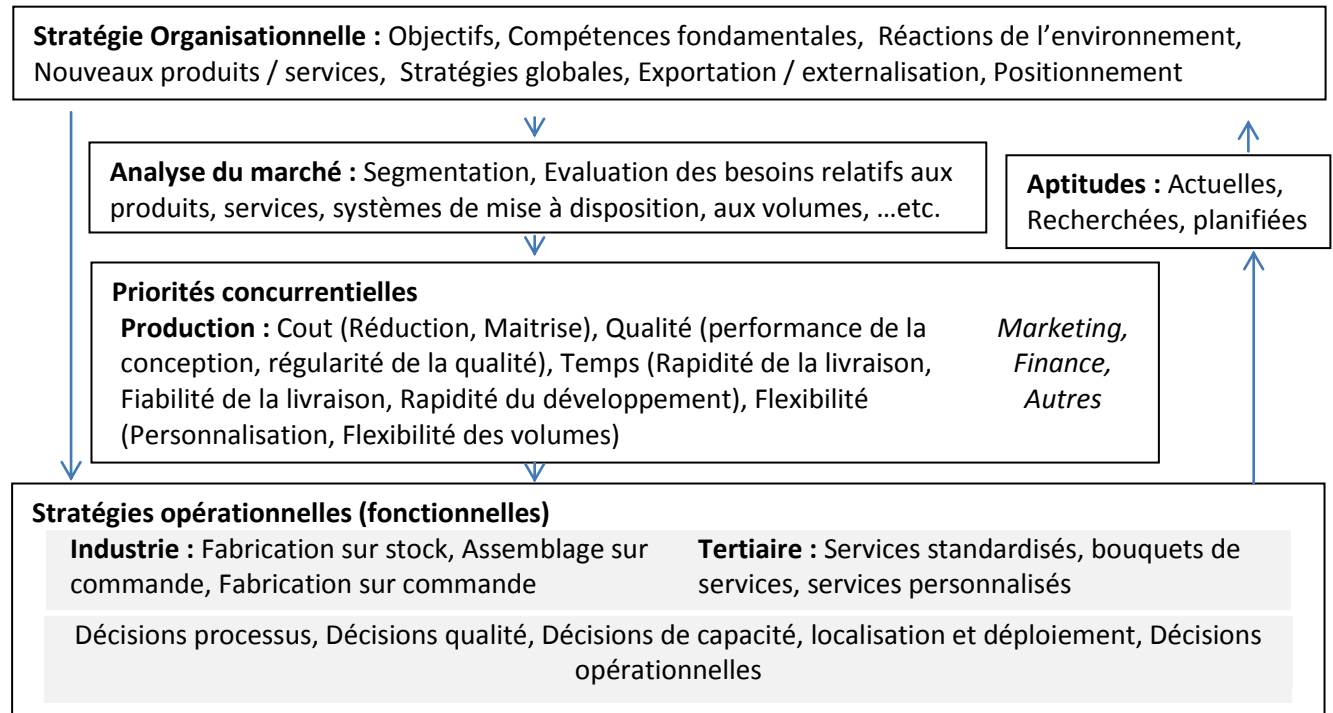 Stratégie Organisationnelle : Objectifs, Compétences fondamentales, Réactions de l’environnement,
Nouveaux produits / services, Stratégies globales, Exportation / externalisation, Positionnement
Analyse du marché : Segmentation, Evaluation des besoins relatifs aux
produits, services, systèmes de mise à disposition, aux volumes, …etc.
Aptitudes : Actuelles,
Recherchées, planifiées
Priorités concurrentielles
Production : Cout (Réduction, Maitrise), Qualité (performance de la
conception, régularité de la qualité), Temps (Rapidité de la livraison,
Fiabilité de la livraison, Rapidité du développement), Flexibilité
(Personnalisation, Flexibilité des volumes)
Marketing,
Finance,
Autres
Stratégies opérationnelles (fonctionnelles)
Industrie : Fabrication sur stock, Assemblage sur
commande, Fabrication sur commande
Tertiaire : Services standardisés, bouquets de
services, services personnalisés
Décisions processus, Décisions qualité, Décisions de capacité, localisation et déploiement, Décisions
opérationnelles